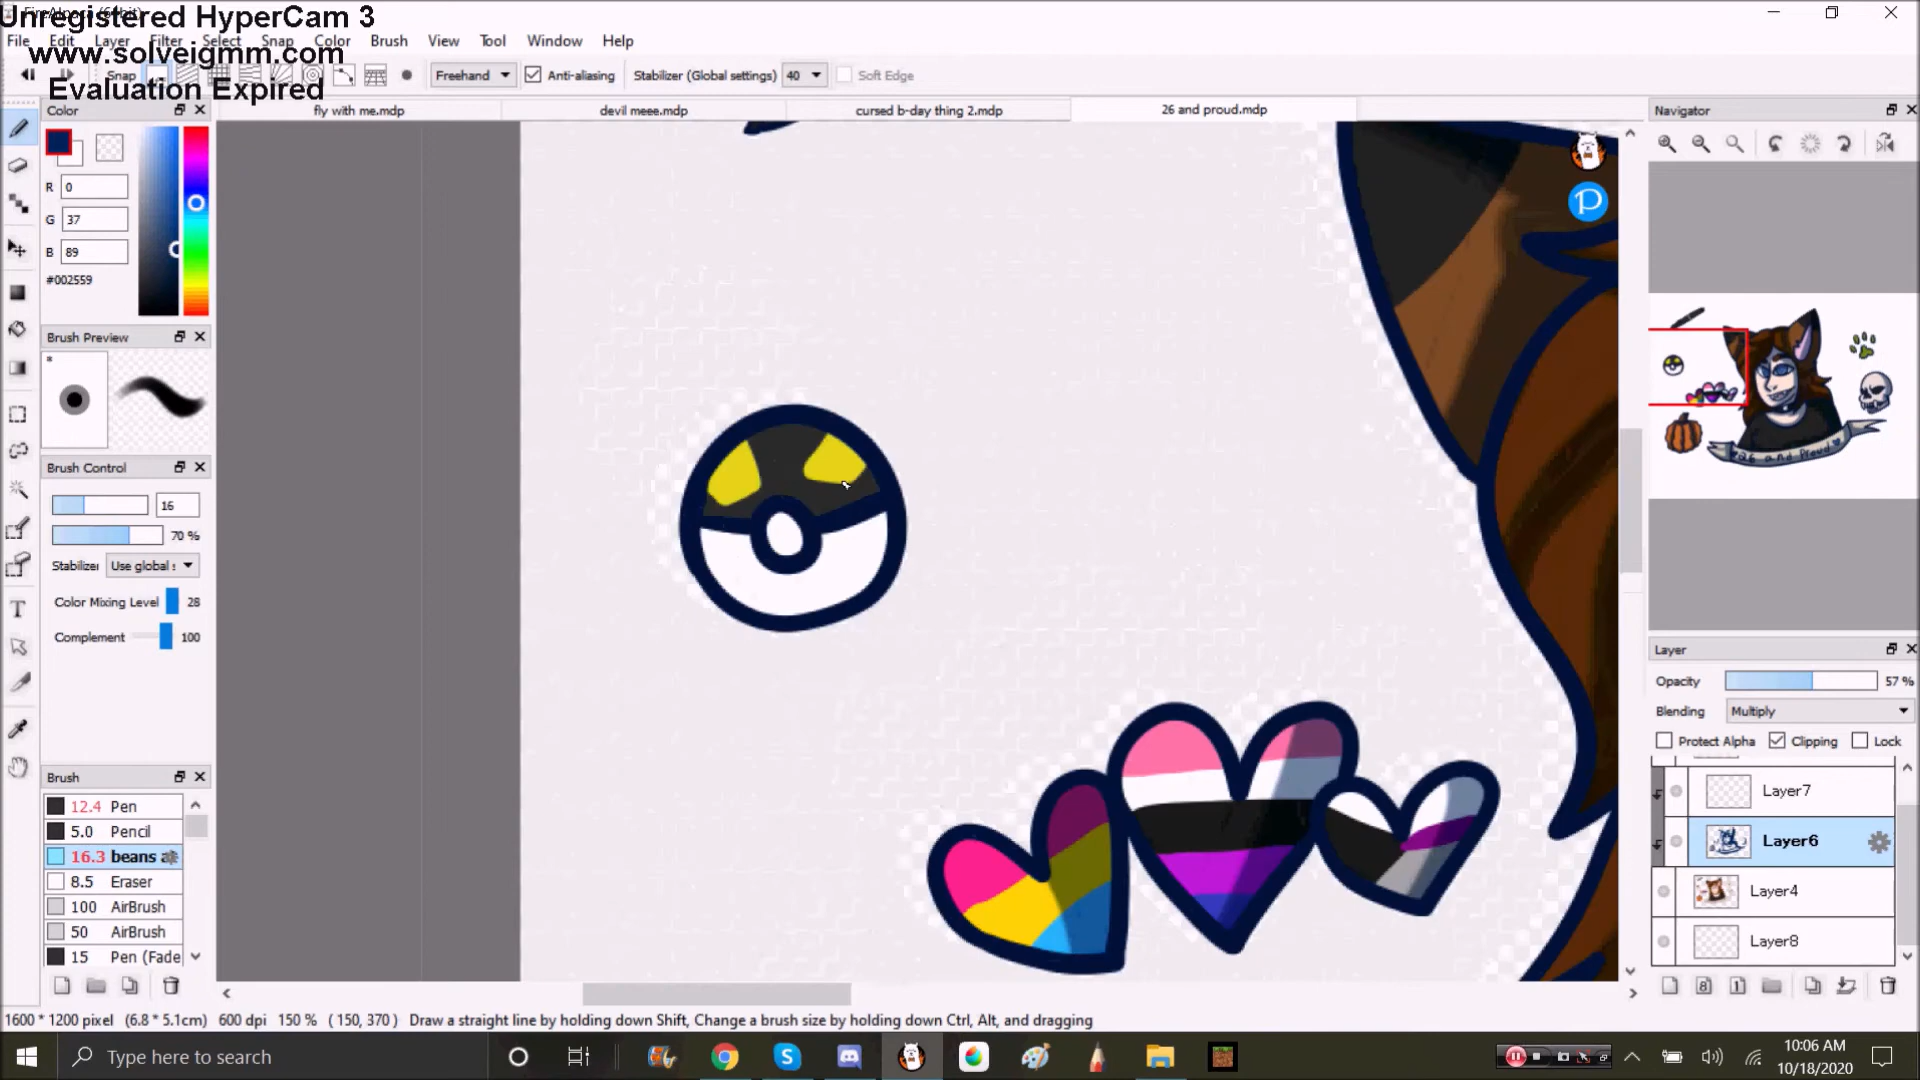 Unregistered HyperCam 3
www.solveigmm.com
Evaluation Expired
File Edit Layer Filter Select Snap Color Brush View Tool Window Help
Snap Freehand Anti-aliasing Stabilizer (Global settings) 40 Soft Edge
fly with me.mdp devil meee.mdp cursed b-day thing 2.mdp 26 and proud.mdp
Color
R 0
G 37
B 89
#002559
Brush Preview
Brush Control
16
70 %
Stabilizer Use global
Color Mixing Level 28
Complement 100
Brush
12.4 Pen
5.0 Pencil
16.3 beans
8.5 Eraser
100 AirBrush
50 AirBrush
15 Pen (Fade
Navigator
26 and Proud
Layer
Opacity 57 %
Blending Multiply
Protect Alpha Clipping Lock
Layer7
Layer6
Layer4
Layer8
8 1
1600 * 1200 pixel (6.8 * 5.1cm) 600 dpi 150 % ( 150, 370 ) Draw a straight line by holding down Shift, Change a brush size by holding down Ctrl, Alt, and dragging
Type here to search
10:06 AM
10/18/2020